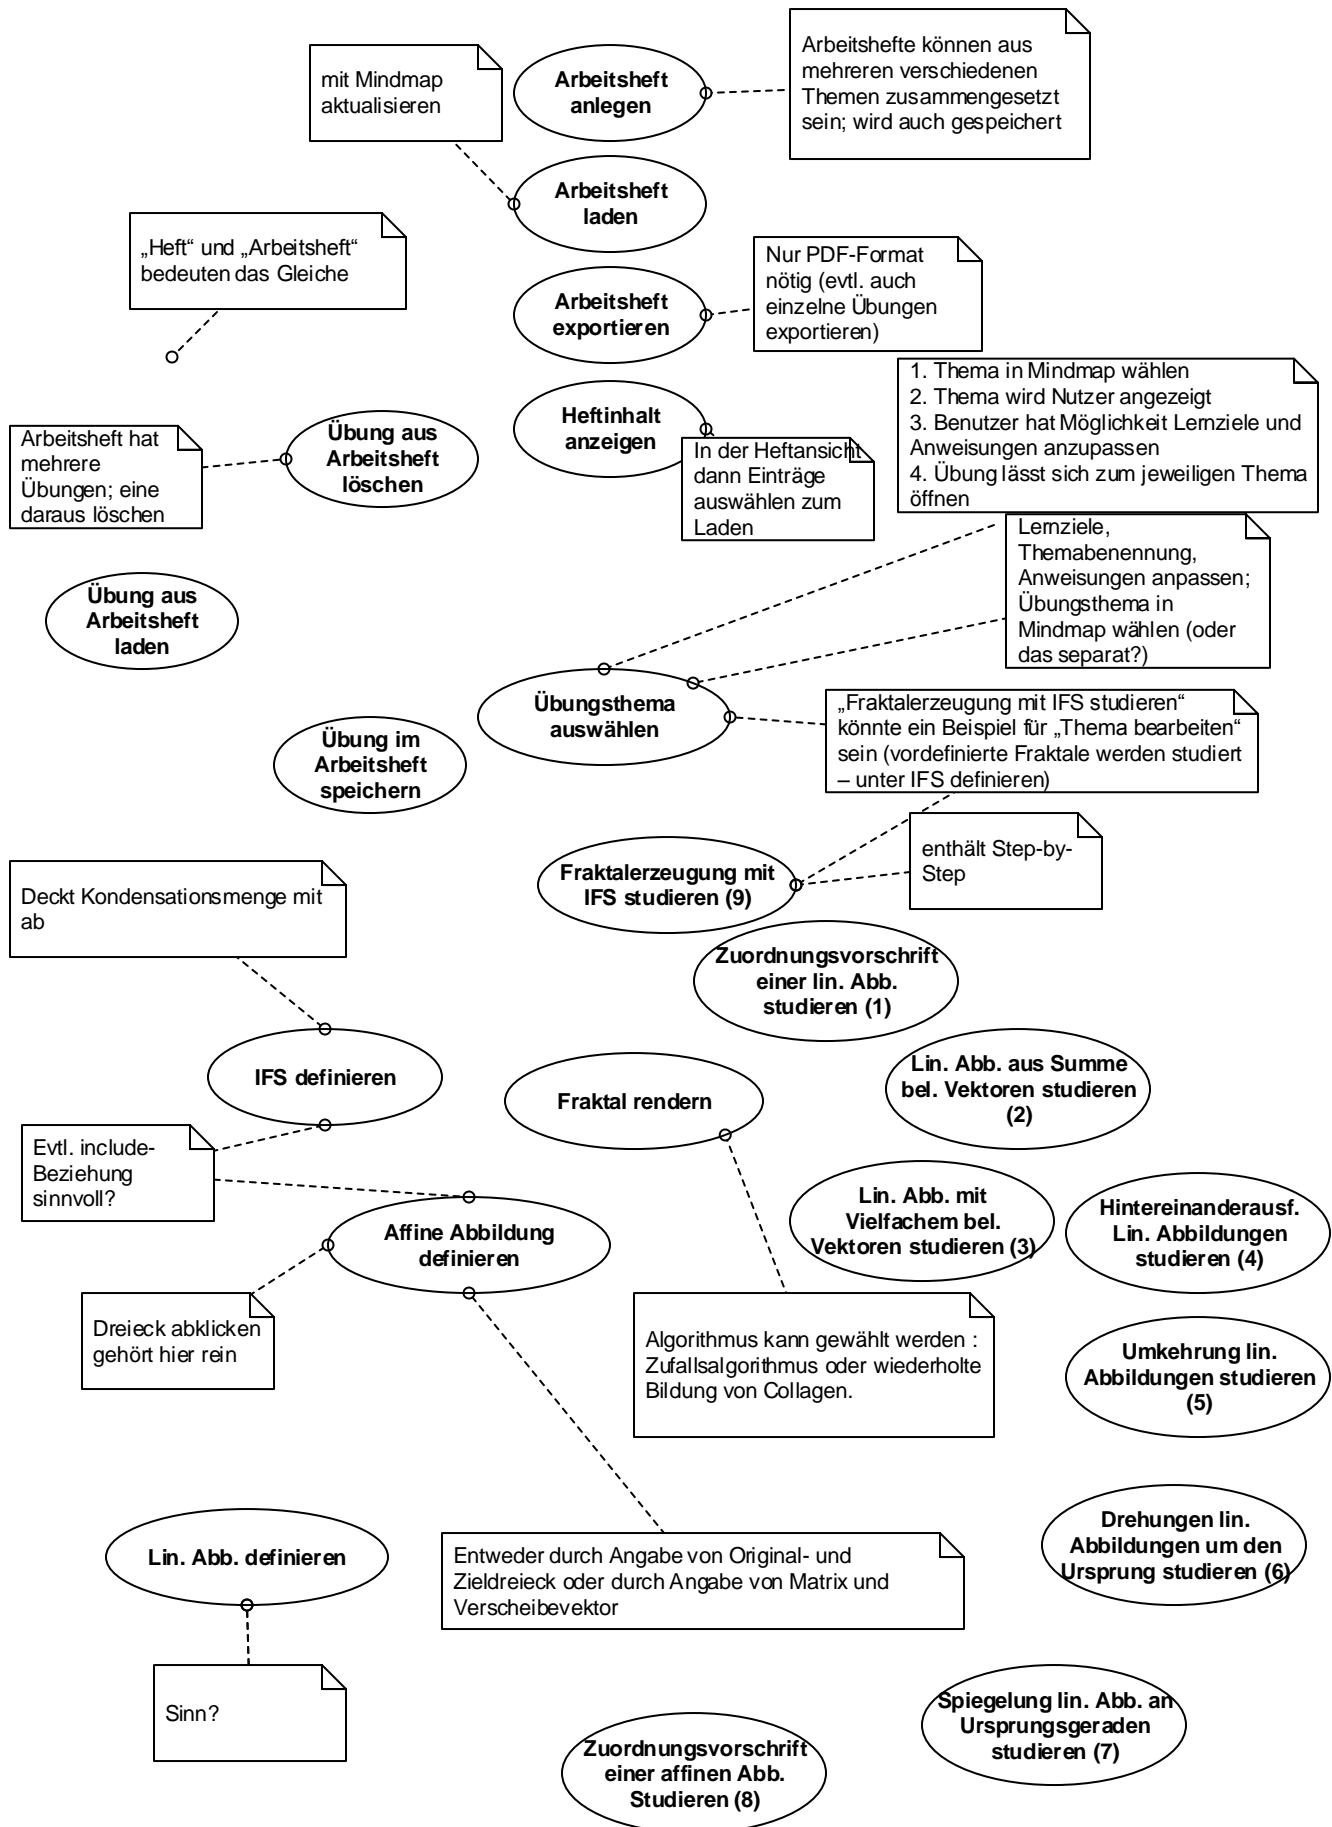 Arbeitshefte können aus
mehreren verschiedenen
Themen zusammengesetzt
sein; wird auch gespeichert
mit Mindmap
aktualisieren
Arbeitsheft
anlegen
Arbeitsheft
laden
„Heft“ und „Arbeitsheft“
bedeuten das Gleiche
Nur PDF-Format
nötig (evtl. auch
einzelne Übungen
exportieren)
Arbeitsheft
exportieren
1. Thema in Mindmap wählen
2. Thema wird Nutzer angezeigt
3. Benutzer hat Möglichkeit Lernziele und
Anweisungen anzupassen
4. Übung lässt sich zum jeweiligen Thema
öffnen
Heftinhalt
anzeigen
Übung aus
Arbeitsheft
löschen
Arbeitsheft hat
mehrere
Übungen; eine
daraus löschen
In der Heftansicht
dann Einträge
auswählen zum
Laden
Lernziele,
Themabenennung,
Anweisungen anpassen;
Übungsthema in
Mindmap wählen (oder
das separat?)
Übung aus
Arbeitsheft
laden
Übungsthema
auswählen
„Fraktalerzeugung mit IFS studieren“
könnte ein Beispiel für „Thema bearbeiten“
sein (vordefinierte Fraktale werden studiert
– unter IFS definieren)
Übung im
Arbeitsheft
speichern
enthält Step-by-
Step
Fraktalerzeugung mit
IFS studieren (9)
Deckt Kondensationsmenge mit
ab
Zuordnungsvorschrift
einer lin. Abb.
studieren (1)
IFS definieren
Fraktal rendern
Lin. Abb. aus Summe
bel. Vektoren studieren
(2)
Evtl. include-
Beziehung
sinnvoll?
Lin. Abb. mit
Vielfachem bel.
Vektoren studieren (3)
Hintereinanderausf.
Lin. Abbildungen
studieren (4)
Affine Abbildung
definieren
Dreieck abklicken
gehört hier rein
Algorithmus kann gewählt werden :
Zufallsalgorithmus oder wiederholte
Bildung von Collagen.
Umkehrung lin.
Abbildungen studieren
(5)
Drehungen lin.
Abbildungen um den
Ursprung studieren (6)
Lin. Abb. definieren
Entweder durch Angabe von Original- und
Zieldreieck oder durch Angabe von Matrix und
Verscheibevektor
Sinn?
Spiegelung lin. Abb. an
Ursprungsgeraden
studieren (7)
Zuordnungsvorschrift
einer affinen Abb.
Studieren (8)